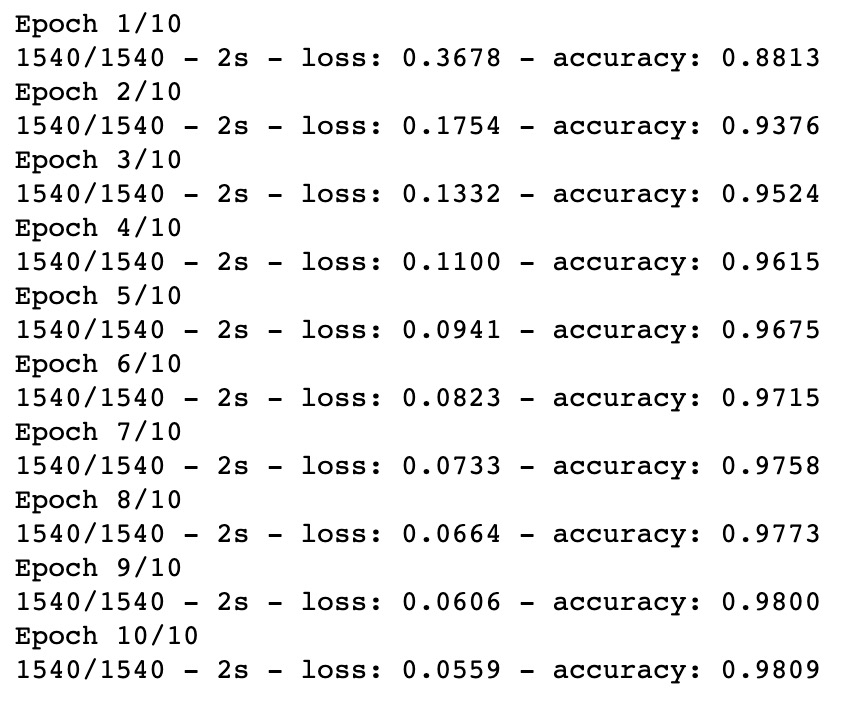 Epoch 1/10
1540/1540 - 2s - loss: 0.3678 - accuracy: 0.8813
Epoch 2/10
1540/1540 - 2s - loss: 0.1754 - accuracy: 0.9376
Epoch 3/10
1540/1540 - 2s - loss: 0.1332 - accuracy: 0.9524
Epoch 4/10
1540/1540 - 2s - loss: 0.1100 - accuracy: 0.9615
Epoch 5/10
1540/1540 - 2s - loss: 0.0941 - accuracy: 0.9675
Epoch 6/10
1540/1540 - 2s - loss: 0.0823 - accuracy: 0.9715
Epoch 7/10
1540/1540 - 2s - loss: 0.0733 - accuracy: 0.9758
Epoch 8/10
1540/1540 - 2s - loss: 0.0664 - accuracy: 0.9773
Epoch 9/10
1540/1540 - 2s - loss: 0.0606 - accuracy: 0.9800
Epoch 10/10
1540/1540 - 2s - loss: 0.0559 - accuracy: 0.9809